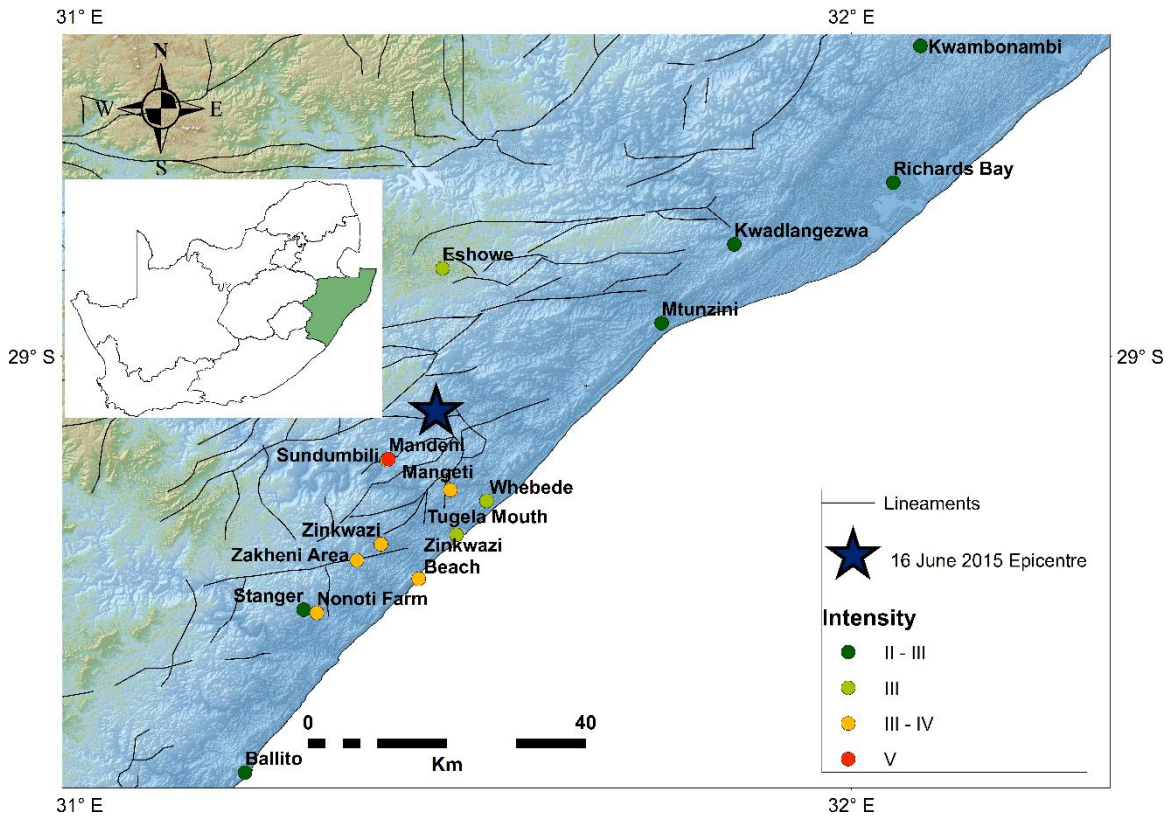 31° E
32° E
Kwambonambi
N
W
E
S
Richards Bay
Kwadlangezwa
Eshowe
Mtunzini
29° S
29° S
Mandeni
Sundumbili
Mangeti
Whebede
Tugela Mouth
Zinkwazi
Zinkwazi
Beach
Zakheni Area
Stanger
Nonoti Farm
Ballito
0
40
Km
Lineaments
16 June 2015 Epicentre
Intensity
II - III
III
III - IV
V
31° E
32° E